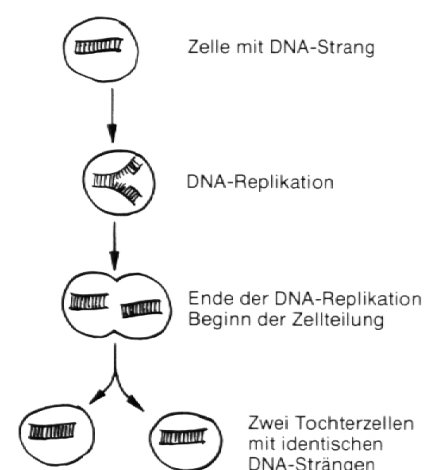 Zelle mit DNA-Strang
DNA-Replikation
Ende der DNA-Replikation
Beginn der Zellteilung
Zwei Tochterzellen
mit identischen
DNA-Strängen